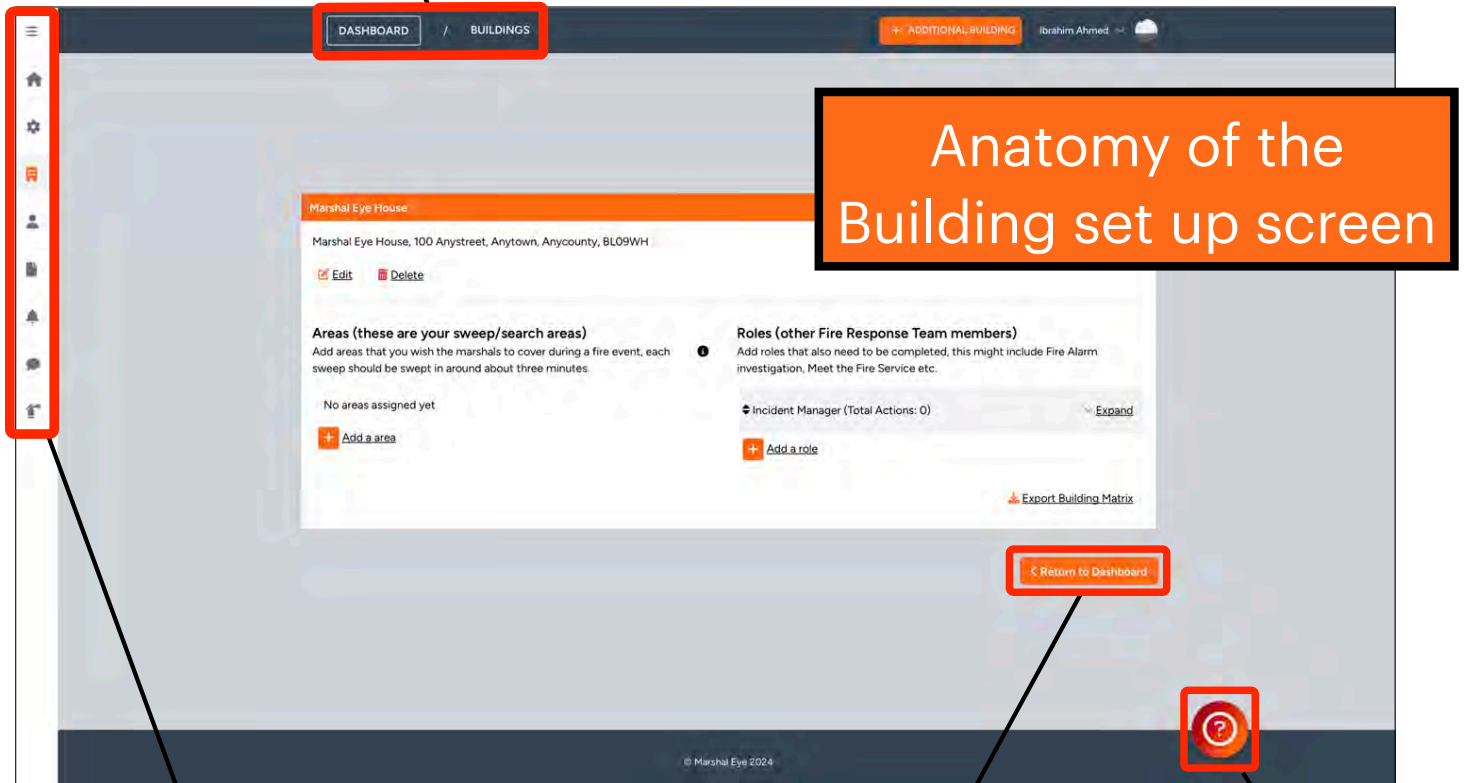 DASHBOARD / BUILDINGS
+ ADDITIONAL BUILDING
Ibrahim Ahmed
Anatomy of the
Building set up screen
Marshal Eye House
Marshal Eye House, 100 Anystreet, Anytown, Anycounty, BL09WH
Edit Delete
Areas (these are your sweep/search areas)
Add areas that you wish the marshals to cover during a fire event, each
sweep should be swept in around about three minutes.
No areas assigned yet
+ Add a area
Roles (other Fire Response Team members)
Add roles that also need to be completed, this might include Fire Alarm
investigation, Meet the Fire Service etc.
Incident Manager (Total Actions: 0) Expand
+ Add a role
Export Building Matrix
< Return to Dashboard
?
© Marshal Eye 2024